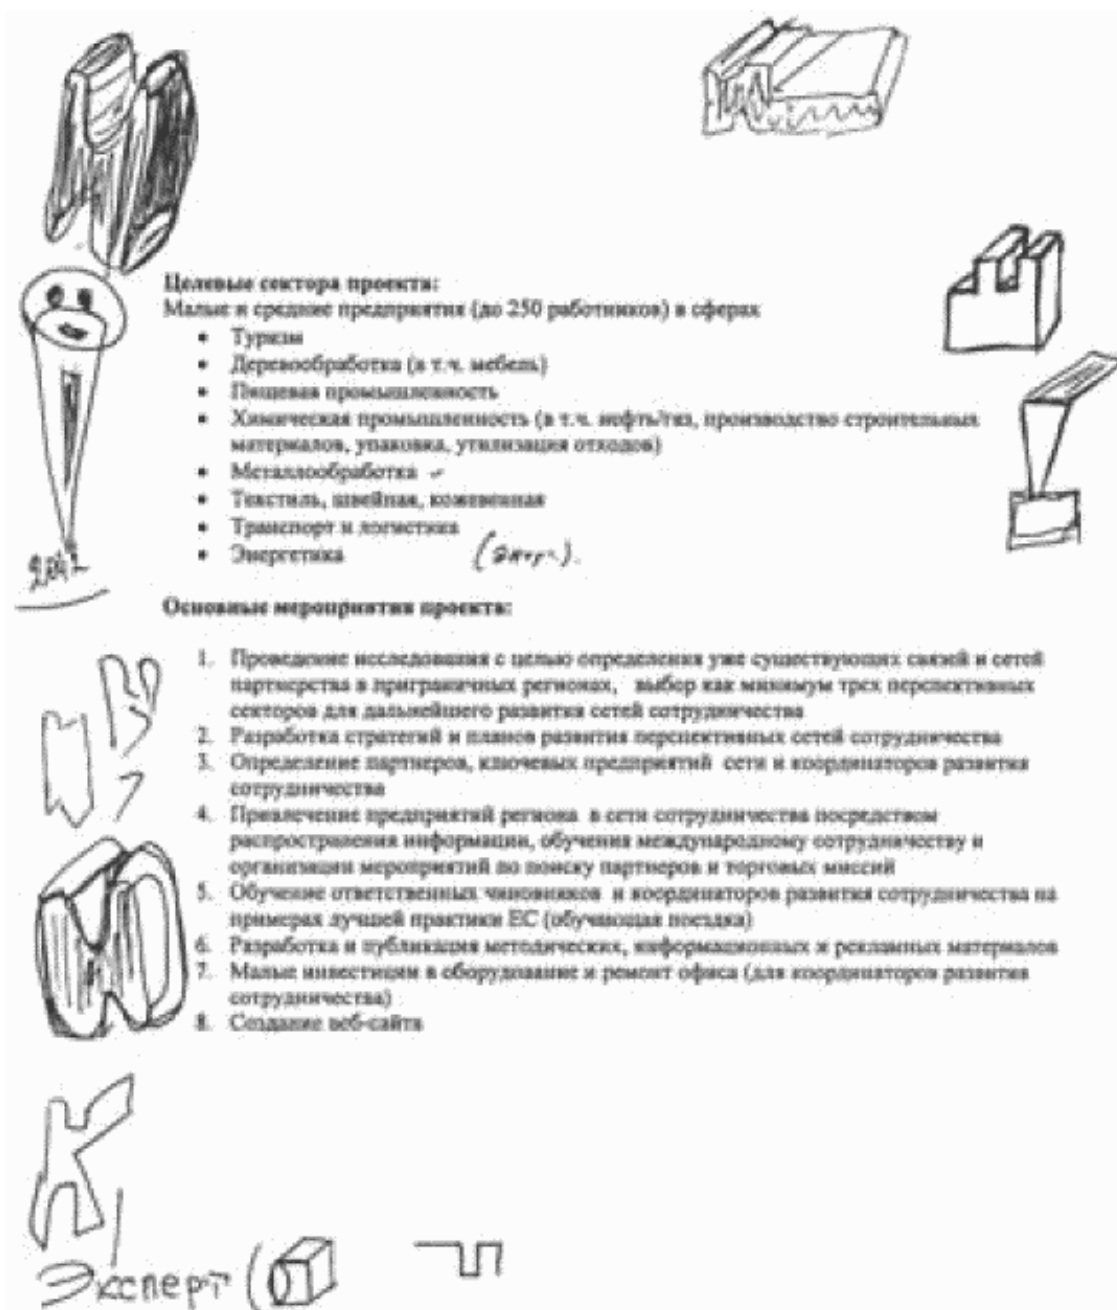 Целевые сектора проекта:
Малые и средние предприятия (до 250 работников) в сферах
• Туризм
• Деревообработка (в т.ч. мебель)
• Пищевая промышленность
• Химическая промышленность (в т.ч. нефть/газ, производство строительных
материалов, упаковка, утилизация отходов)
• Металлообработка
• Текстиль, швейная, кожевенная
• Транспорт и логистика
• Энергетика
Основные мероприятия проекта:
1. Проведение исследования с целью определения уже существующих связей и сетей
партнерства в приграничных регионах, выбор как минимум трех перспективных
секторов для дальнейшего развития сетей сотрудничества
2. Разработка стратегий и планов развития перспективных сетей сотрудничества
3. Определение партнеров, ключевых предприятий сети и координаторов развития
сотрудничества
4. Привлечение предприятий региона в сети сотрудничества посредством
распространения информации, обучения международному сотрудничеству и
организации мероприятий по поиску партнеров и торговых миссий
5. Обучение ответственных чиновников и координаторов развития сотрудничества на
примерах лучшей практики ЕС (обучающая поездка)
6. Разработка и публикация методических, информационных и рекламных материалов
7. Малые инвестиции в оборудование и ремонт офиса (для координаторов развития
сотрудничества)
8. Создание веб-сайта
Эксперт